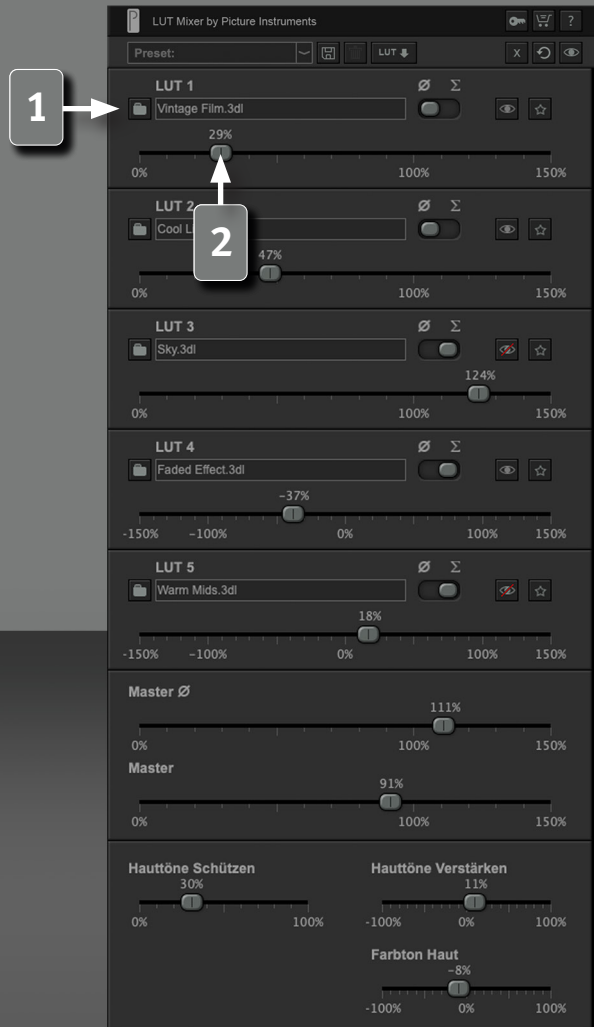 LUT Mixer by Picture Instruments ?
Preset: LUT X
LUT 1 Ø Σ
1
Vintage Film.3dl
29%
0% 100% 150%
LUT 2 Ø Σ
2
Cool
47%
0% 100% 150%
LUT 3 Ø Σ
Sky.3dl
124%
0% 100% 150%
LUT 4 Ø Σ
Faded Effect.3dl
-37%
-150% -100% 0% 100% 150%
LUT 5 Ø Σ
Warm Mids.3dl
18%
-150% -100% 0% 100% 150%
Master Ø
111%
0% 100% 150%
Master
91%
0% 100% 150%
Hauttöne Schützen Hauttöne Verstärken
30% 11%
0% 100% -100% 0% 100%
Farbton Haut
-8%
-100% 0% 100%